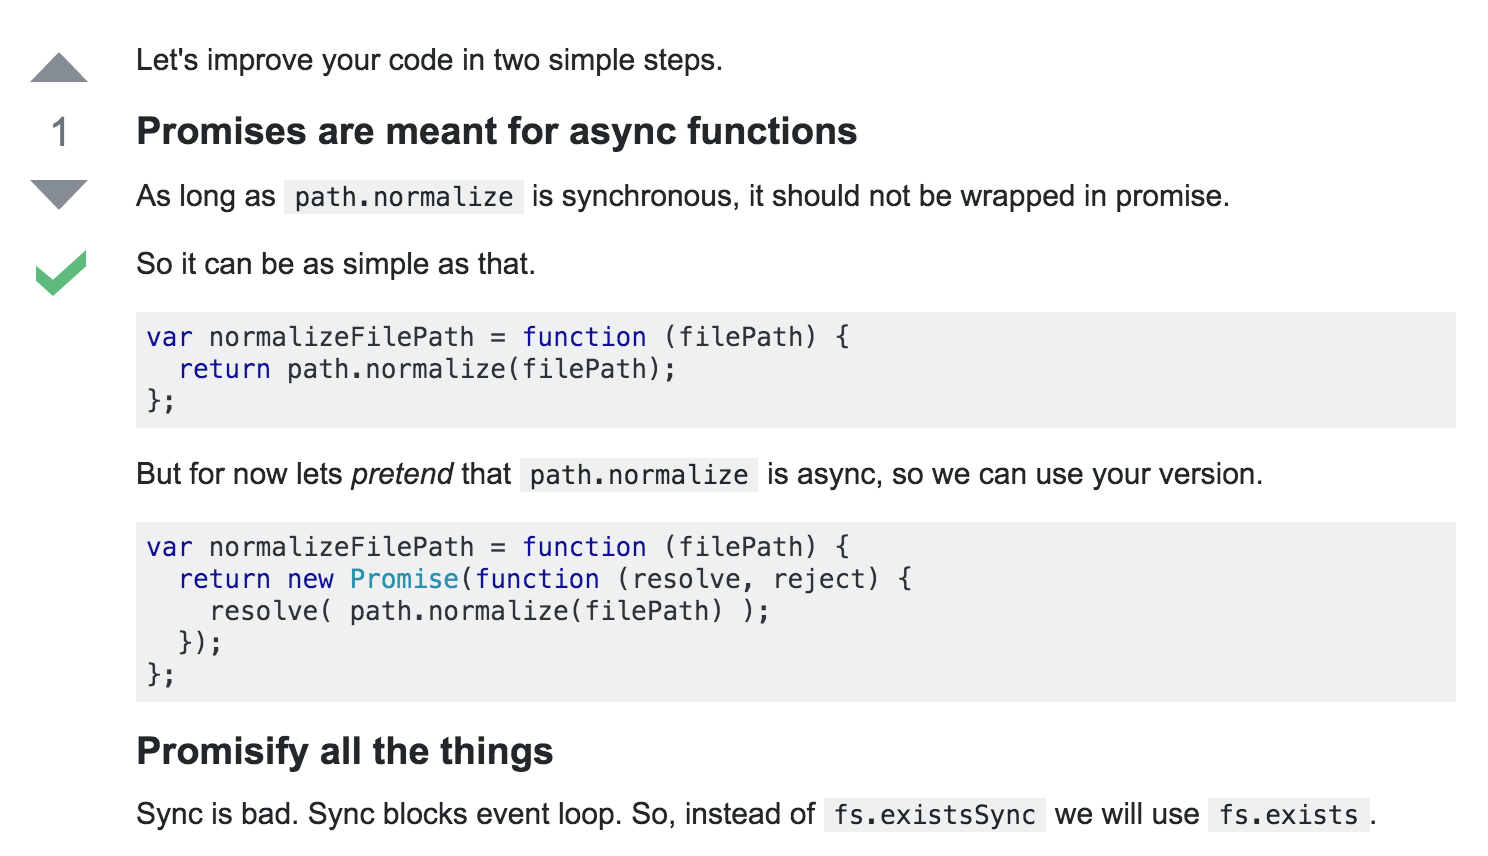 Let's improve your code in two simple steps.
1
Promises are meant for async functions
As long as path.normalize is synchronous, it should not be wrapped in promise.
So it can be as simple as that.
var normalizeFilePath = function (filePath) {
  return path.normalize(filePath);
};
But for now lets pretend that path.normalize is async, so we can use your version.
var normalizeFilePath = function (filePath) {
  return new Promise(function (resolve, reject) {
    resolve( path.normalize(filePath) );
  });
};
Promisify all the things
Sync is bad. Sync blocks event loop. So, instead of fs.existsSync we will use fs.exists.